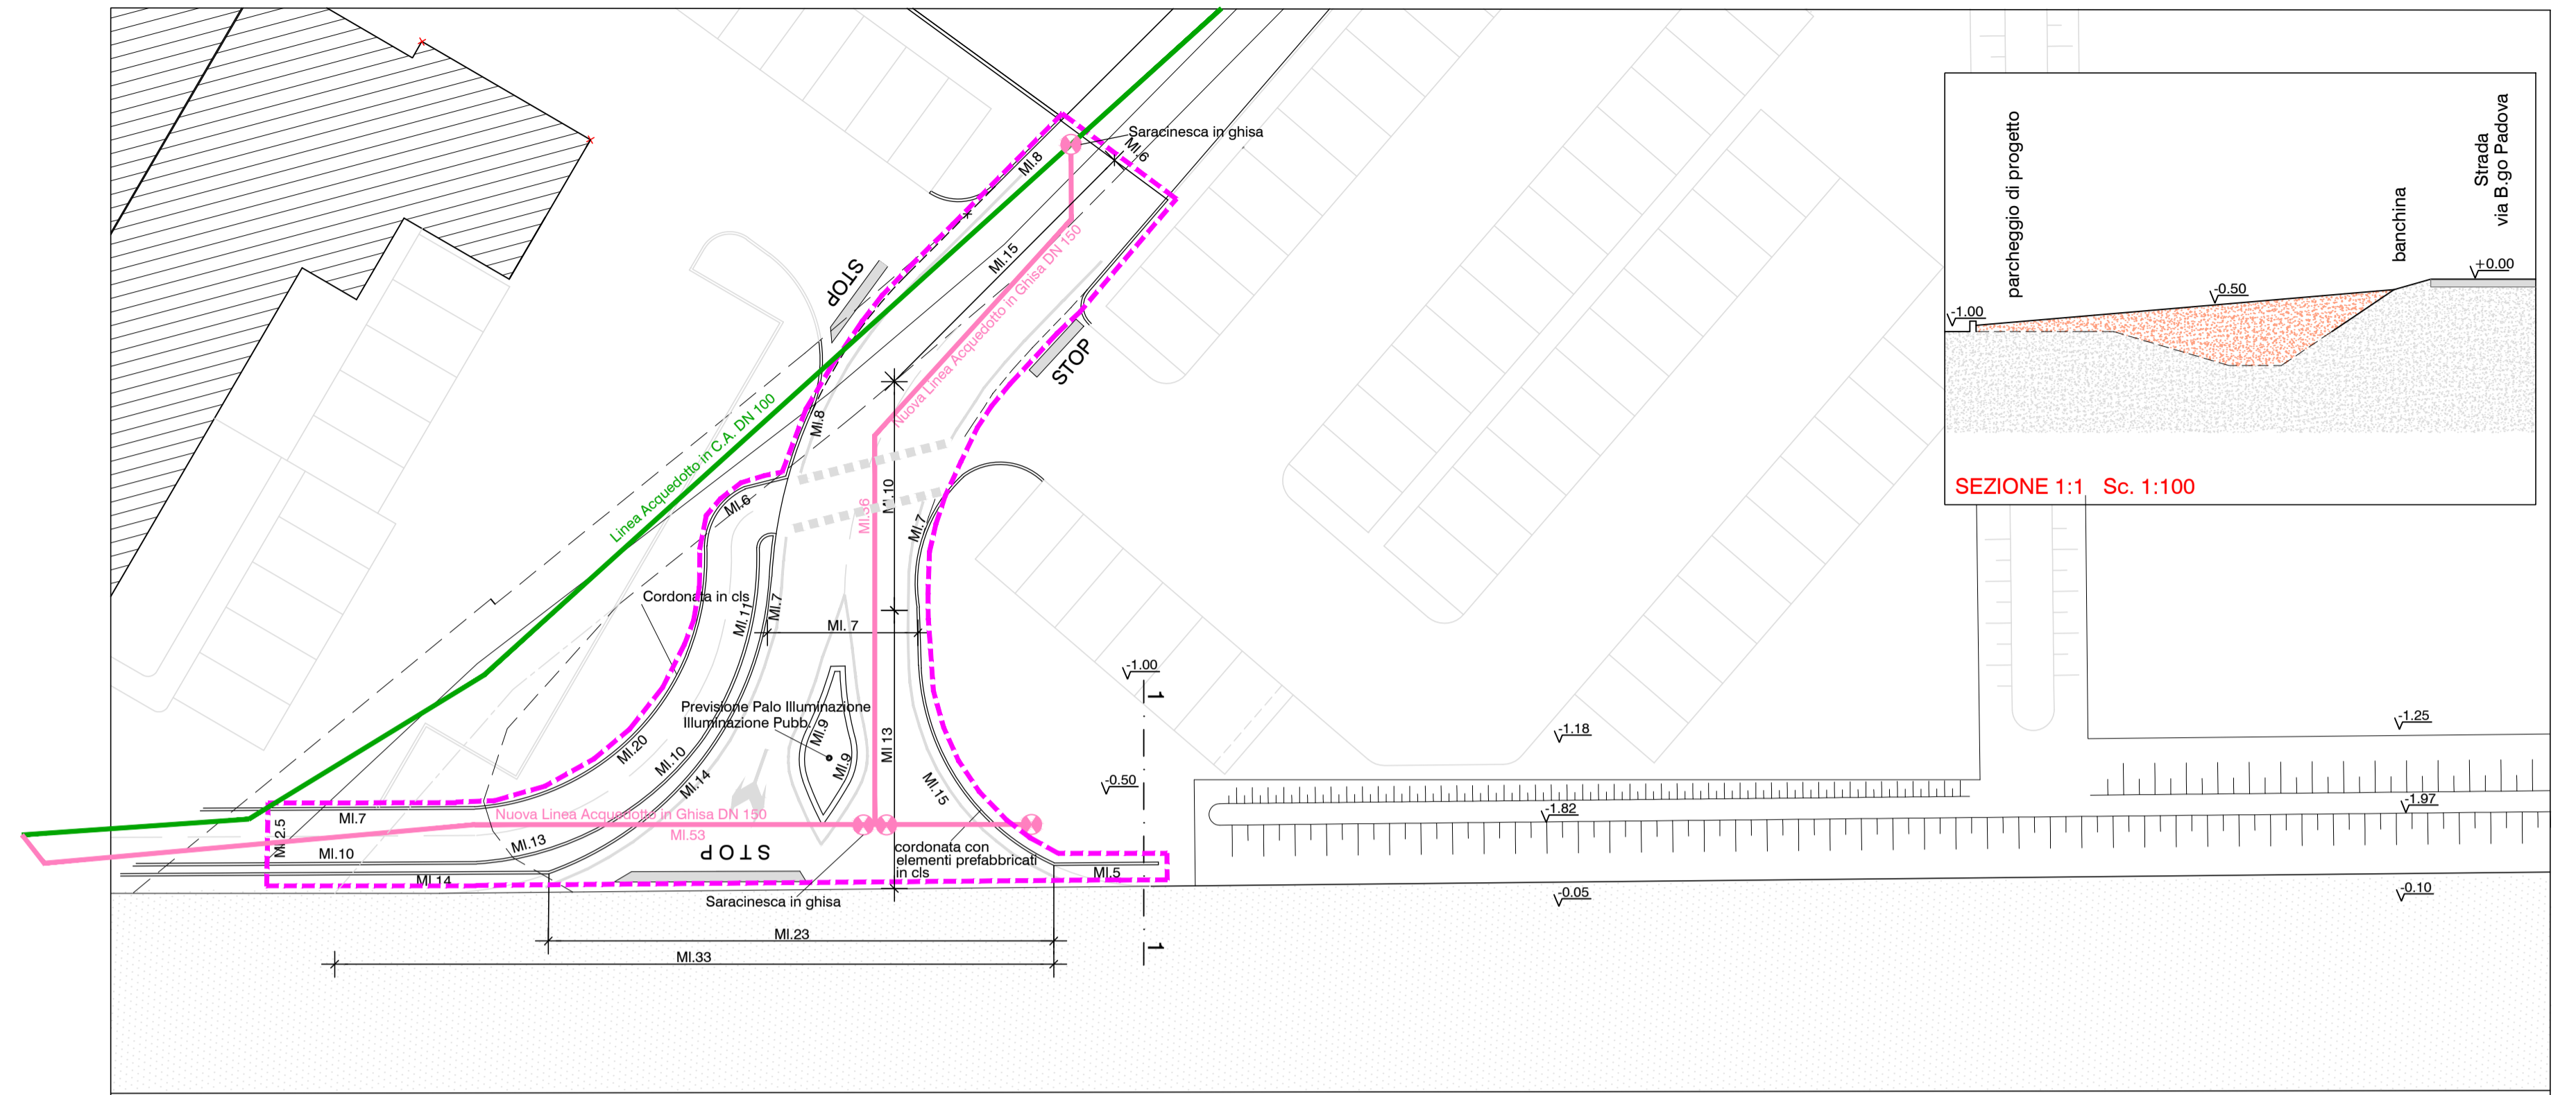 Saracinesca in ghisa
Ml.6
Ml.8
Ml.15
Nuova Linea Acquedotto in Ghisa DN 150
STOP
STOP
Linea Acquedotto in C.A. DN 100
Ml.8
Ml.10
Ml.36
Ml.6
Ml.7
Cordonata in cls
Ml.11
Ml.7
Ml. 7
Previsione Palo Illuminazione
Illuminazione Pubb.
Ml.9
Ml.9
Ml 13
Ml.20
Ml.10
Ml.14
Ml.15
Nuova Linea Acquedotto in Ghisa DN 150
Ml.53
Ml.7
Ml 2.5
Ml.13
Ml.10
Ml.14
STOP
cordonata con
elementi prefabbricati
in cls
Ml.5
Saracinesca in ghisa
Ml.23
Ml.33
-1.00
1
-0.50
1
-1.18
-1.82
-0.05
-1.25
-1.97
-0.10
parcheggio di progetto
banchina
Strada
via B.go Padova
-1.00
-0.50
+0.00
SEZIONE 1:1 Sc. 1:100